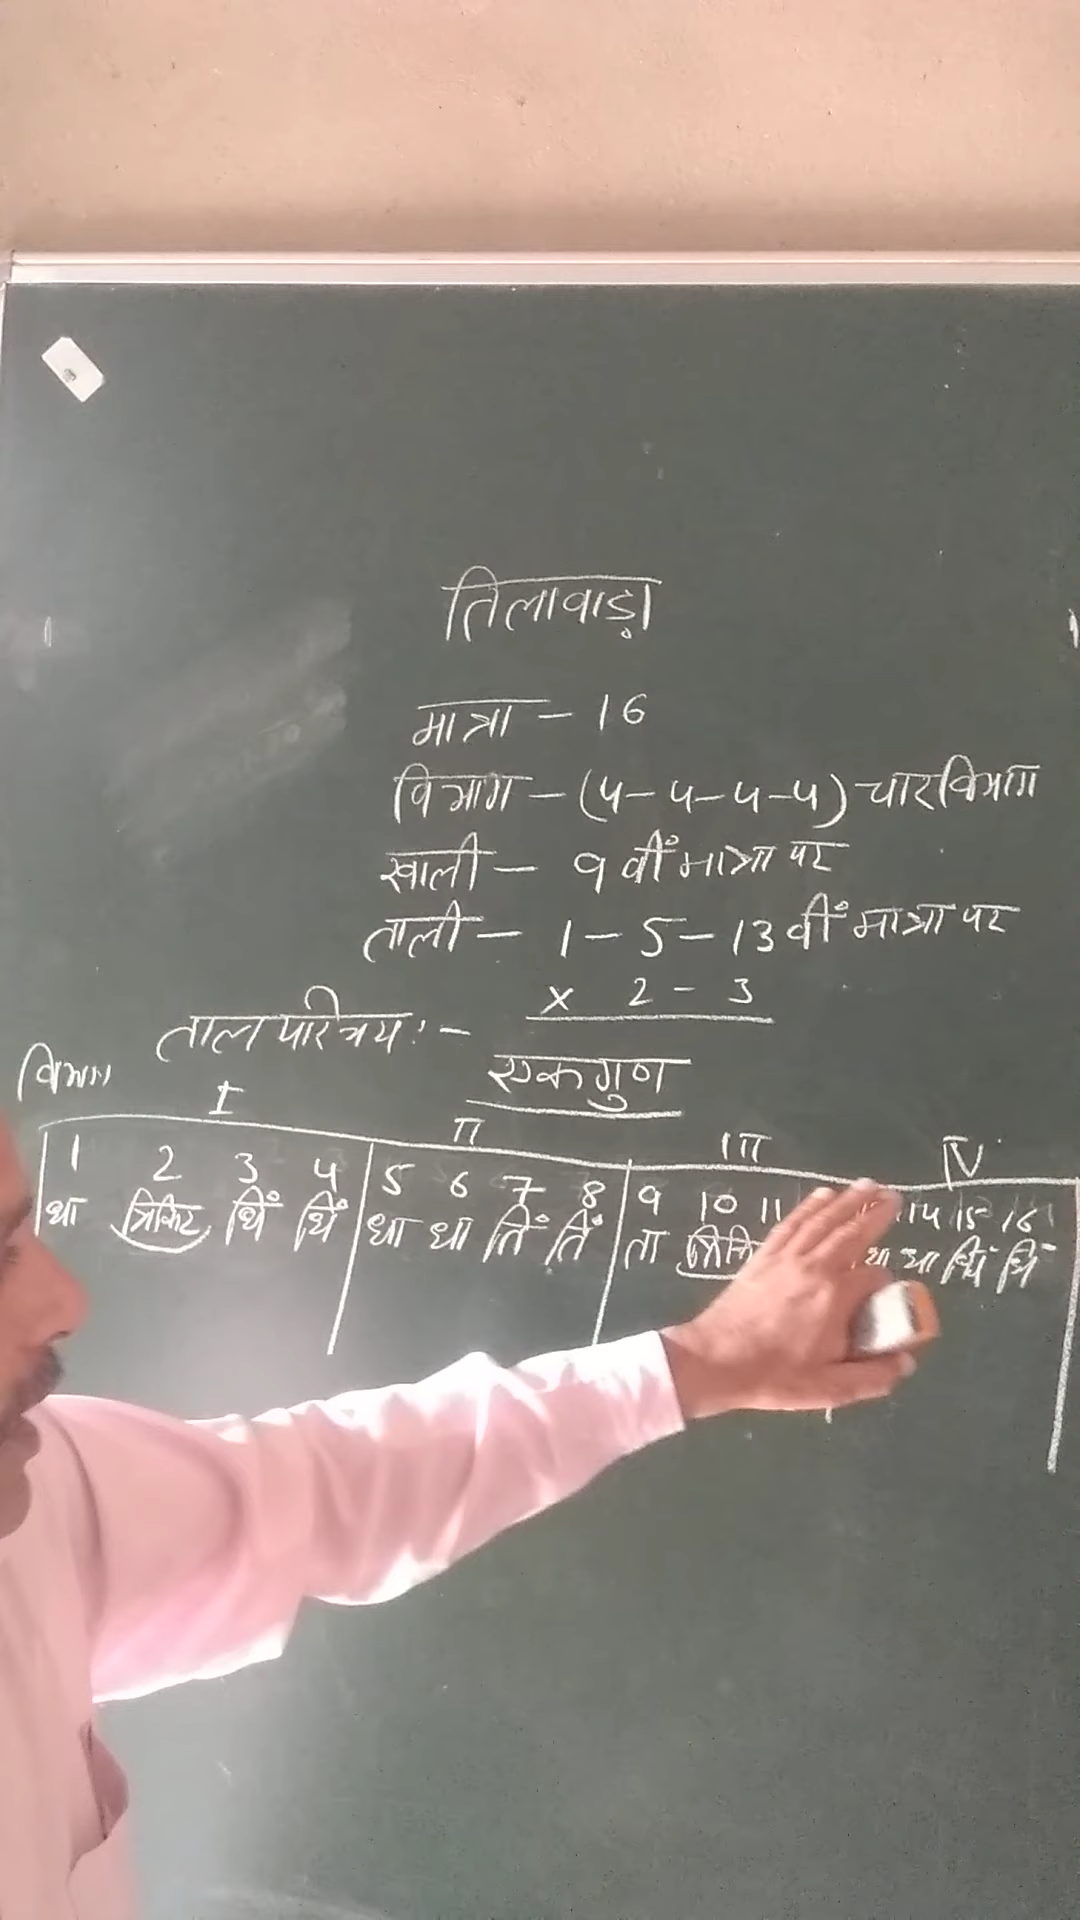 तिलावाड़ा
मात्रा - 16
विभाग - (4-4-4-4) चार विभाग
खाली - 9 वीं मात्रा पर
ताली - 1 - 5 - 13 वीं मात्रा पर
x 2 - 3
ताल परिचय :-
एकगुण
विभाग I II III IV
1 2 3 4 5 6 7 8 9 10 11 14 15 16
धा त्रिकिट धिं धिं धा धा तिं तिं ता धा धा धिं धिं